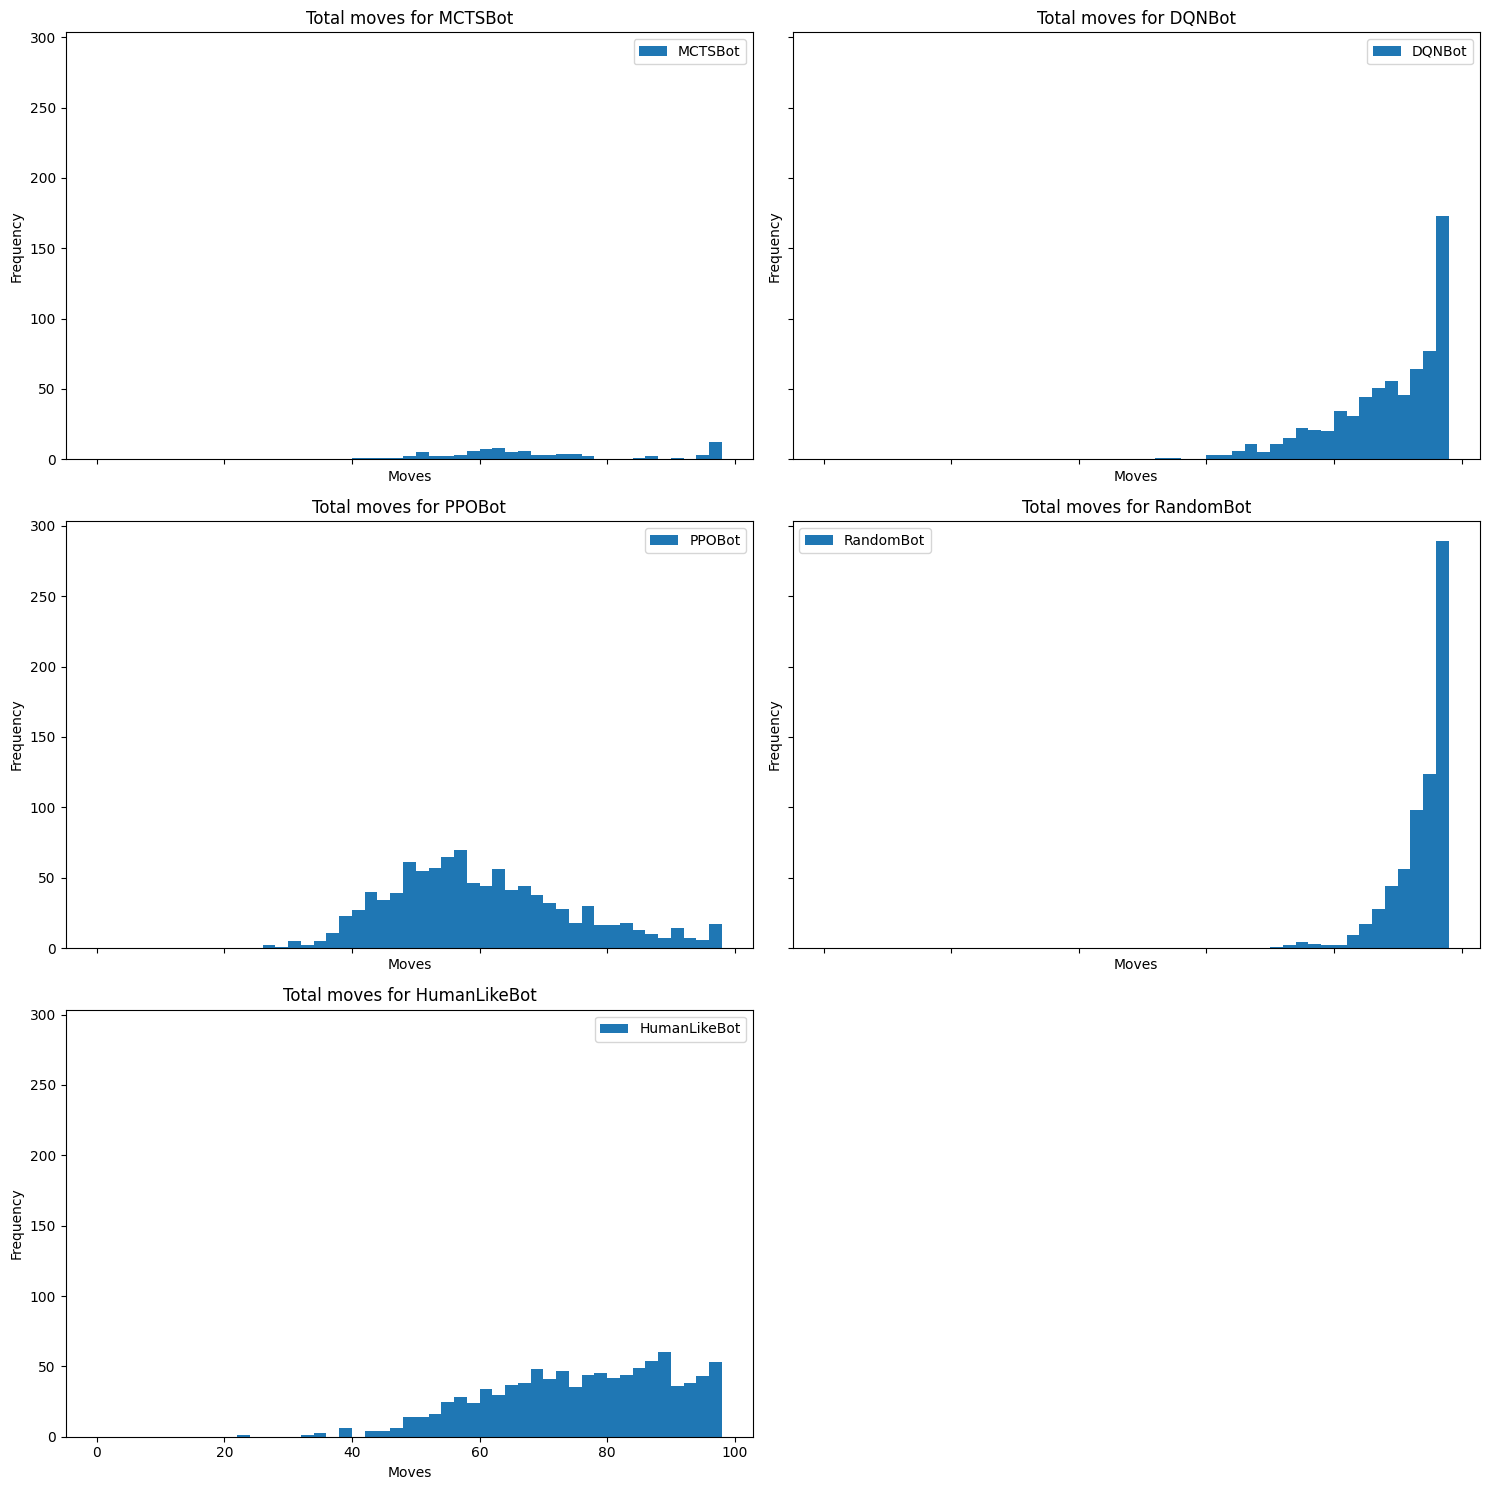 Total moves for MCTSBot
MCTSBot
300
250
200
150
100
50
0
Frequency
Moves
Total moves for DQNBot
DQNBot
Frequency
Moves
Total moves for PPOBot
PPOBot
300
250
200
150
100
50
0
Frequency
Moves
Total moves for RandomBot
RandomBot
Frequency
Moves
Total moves for HumanLikeBot
HumanLikeBot
300
250
200
150
100
50
0
Frequency
0 20 40 60 80 100
Moves